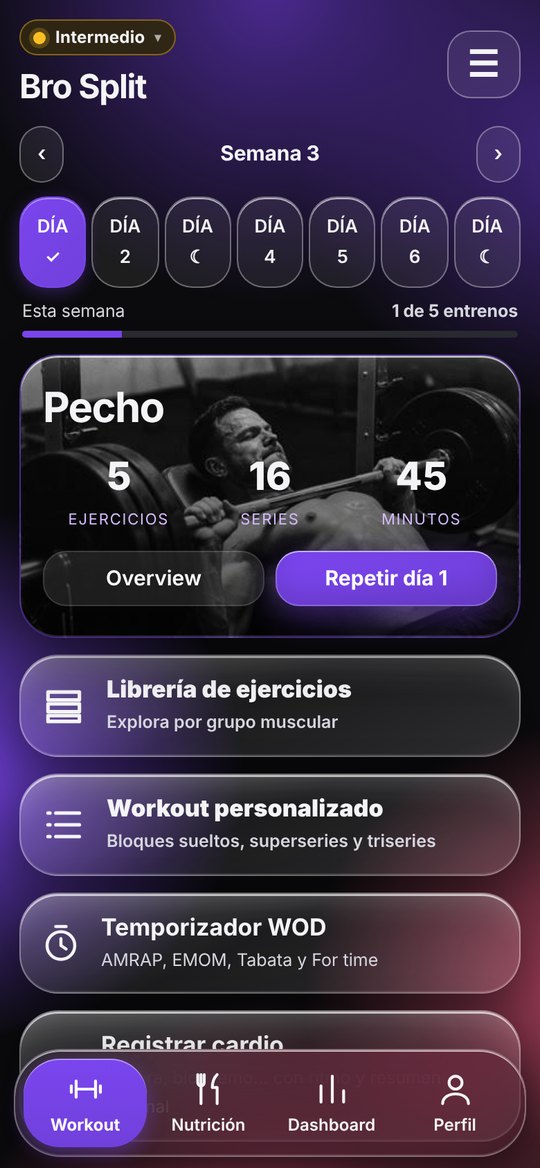 Intermedio ▾
Bro Split
☰
‹ Semana 3 ›
DÍA DÍA DÍA DÍA DÍA DÍA DÍA
✓ 2 ☾ 4 5 6 ☾
Esta semana 1 de 5 entrenos
Pecho
5 16 45
EJERCICIOS SERIES MINUTOS
Overview Repetir día 1
Librería de ejercicios
Explora por grupo muscular
Workout personalizado
Bloques sueltos, superseries y triseries
Temporizador WOD
AMRAP, EMOM, Tabata y For time
Registrar cardio
con ritmo y resumen
Workout Nutrición Dashboard Perfil